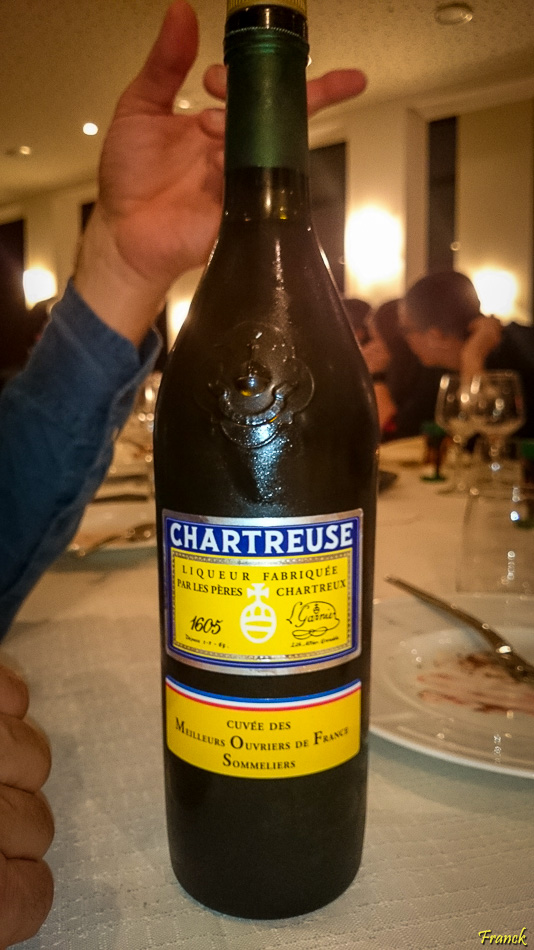 CHARTREUSE
LIQUEUR FABRIQUÉE
PAR LES PÈRES CHARTREUX
1605
L. Garnier
CUVÉE DES
MEILLEURS OUVRIERS DE FRANCE
SOMMELIERS
Franck